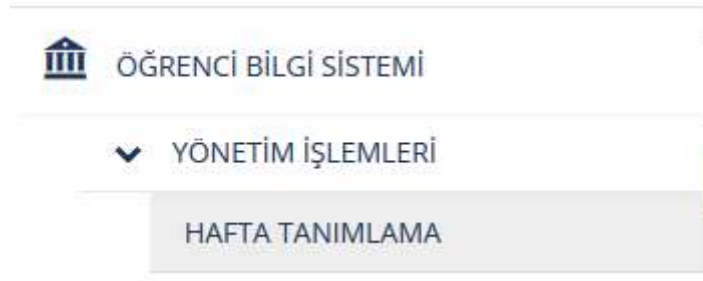 ÖĞRENCİ BİLGİ SİSTEMİ
YÖNETİM İŞLEMLERİ
HAFTA TANIMLAMA